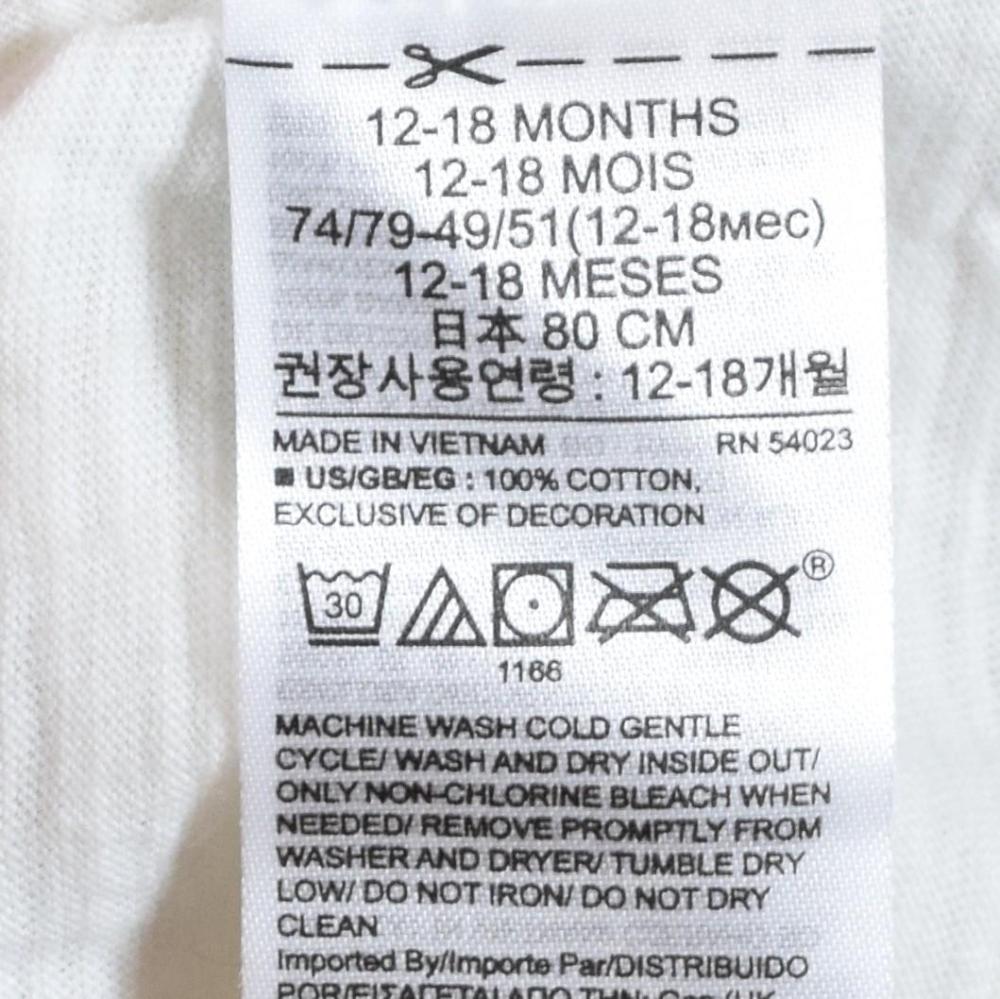 12-18 MONTHS
12-18 MOIS
74/79-49/51(12-18мес)
12-18 MESES
日本 80 CM
권장사용연령 : 12-18개월
MADE IN VIETNAM RN 54023
■ US/GB/EG : 100% COTTON,
EXCLUSIVE OF DECORATION
30
®
1166
MACHINE WASH COLD GENTLE
CYCLE/ WASH AND DRY INSIDE OUT/
ONLY NON-CHLORINE BLEACH WHEN
NEEDED/ REMOVE PROMPTLY FROM
WASHER AND DRYER/ TUMBLE DRY
LOW/ DO NOT IRON/ DO NOT DRY
CLEAN
Imported By/Importe Par/DISTRIBUIDO